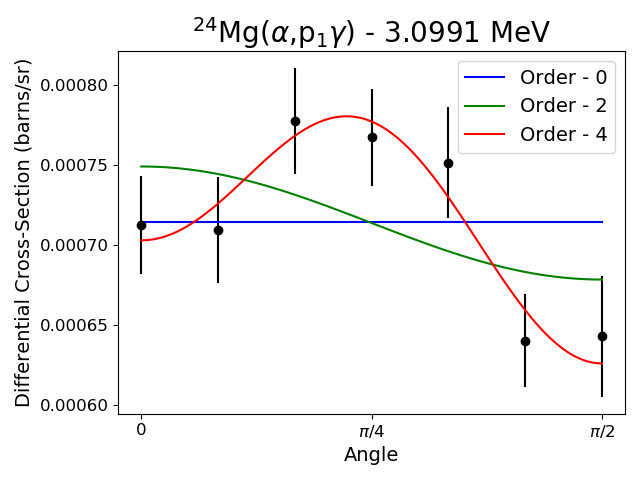 ²⁴Mg(α,p₁γ) - 3.0991 MeV
Differential Cross-Section (barns/sr)
0.00080
0.00075
0.00070
0.00065
0.00060
Order - 0
Order - 2
Order - 4
0
π/4
π/2
Angle